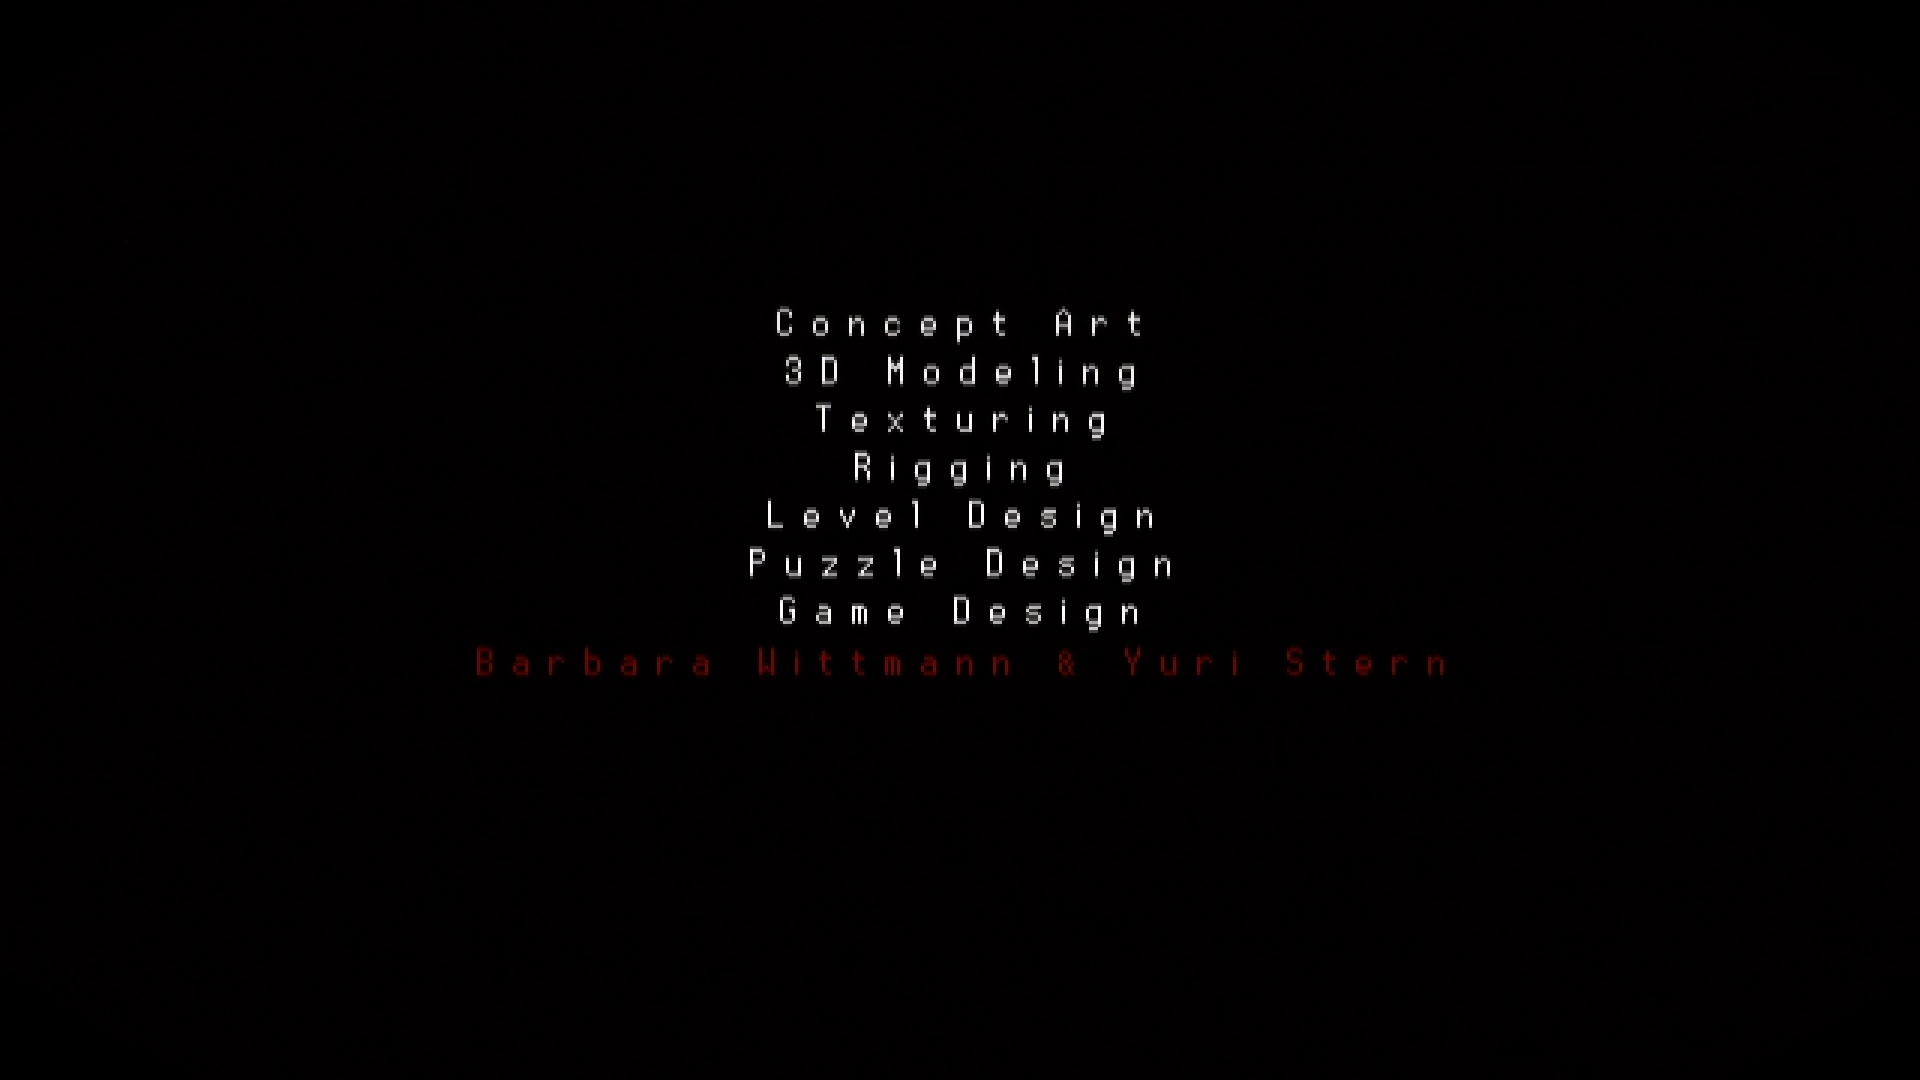 Concept Art
3D Modeling
Texturing
Rigging
Level Design
Puzzle Design
Game Design
Barbara Wittmann & Yuri Stern